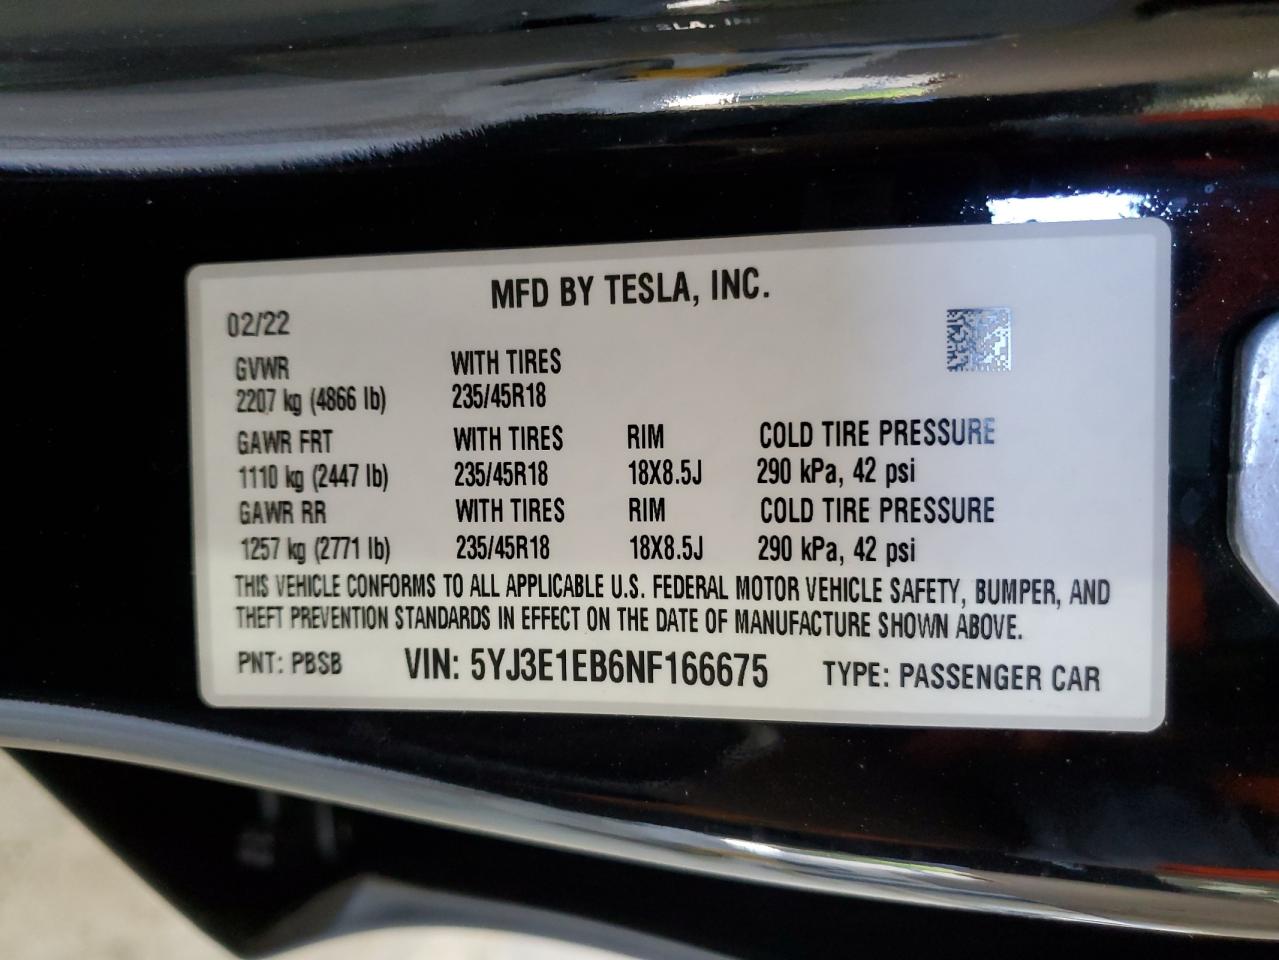 MFD BY TESLA, INC.
02/22
GVWR WITH TIRES
2207 kg (4866 lb) 235/45R18
GAWR FRT WITH TIRES RIM COLD TIRE PRESSURE
1110 kg (2447 lb) 235/45R18 18X8.5J 290 kPa, 42 psi
GAWR RR WITH TIRES RIM COLD TIRE PRESSURE
1257 kg (2771 lb) 235/45R18 18X8.5J 290 kPa, 42 psi
THIS VEHICLE CONFORMS TO ALL APPLICABLE U.S. FEDERAL MOTOR VEHICLE SAFETY, BUMPER, AND
THEFT PREVENTION STANDARDS IN EFFECT ON THE DATE OF MANUFACTURE SHOWN ABOVE.
PNT: PBSB VIN: 5YJ3E1EB6NF166675 TYPE: PASSENGER CAR